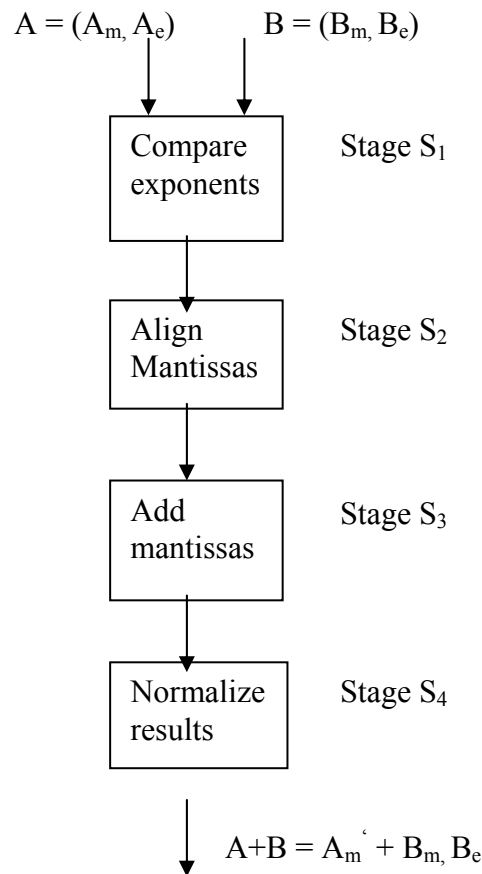 A = (Aₘ, Aₑ) B = (Bₘ, Bₑ)
Compare Stage S₁
exponents
Align Stage S₂
Mantissas
Add Stage S₃
mantissas
Normalize Stage S₄
results
A+B = Aₘ‘ + Bₘ, Bₑ